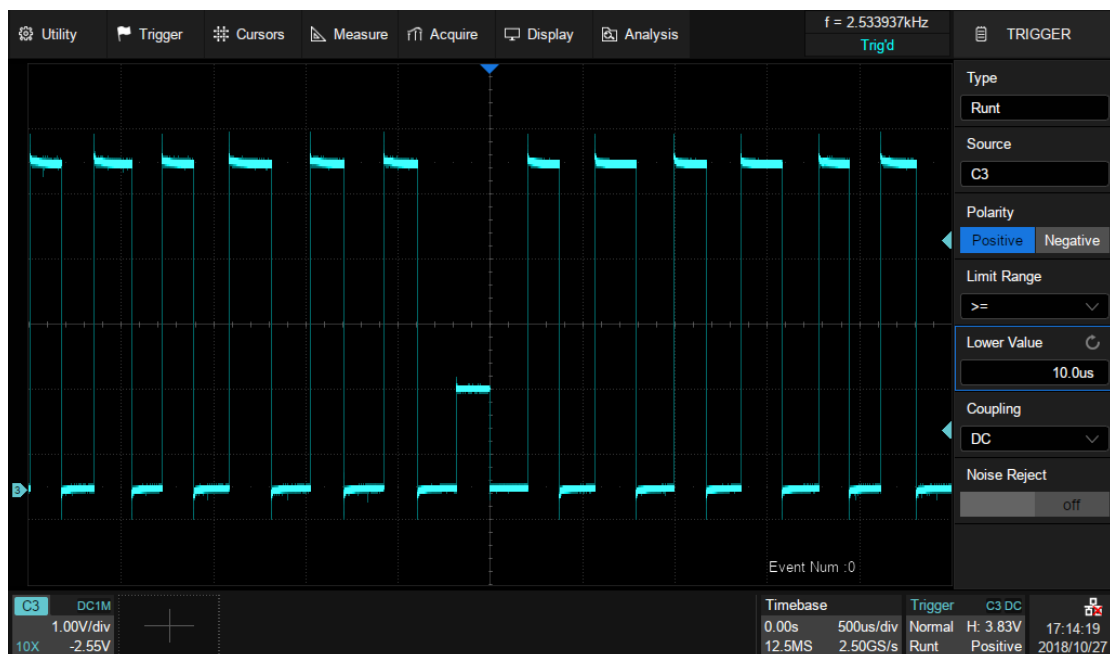 Utility Trigger Cursors Measure Acquire Display Analysis
f = 2.533937kHz
Trig'd
TRIGGER
Type
Runt
Source
C3
Polarity
Positive Negative
Limit Range
>=
Lower Value
10.0us
Coupling
DC
Noise Reject
off
3
Event Num :0
C3 DC1M
1.00V/div
10X -2.55V
Timebase
0.00s 500us/div
12.5MS 2.50GS/s
Trigger C3 DC
Normal H: 3.83V
Runt Positive
17:14:19
2018/10/27